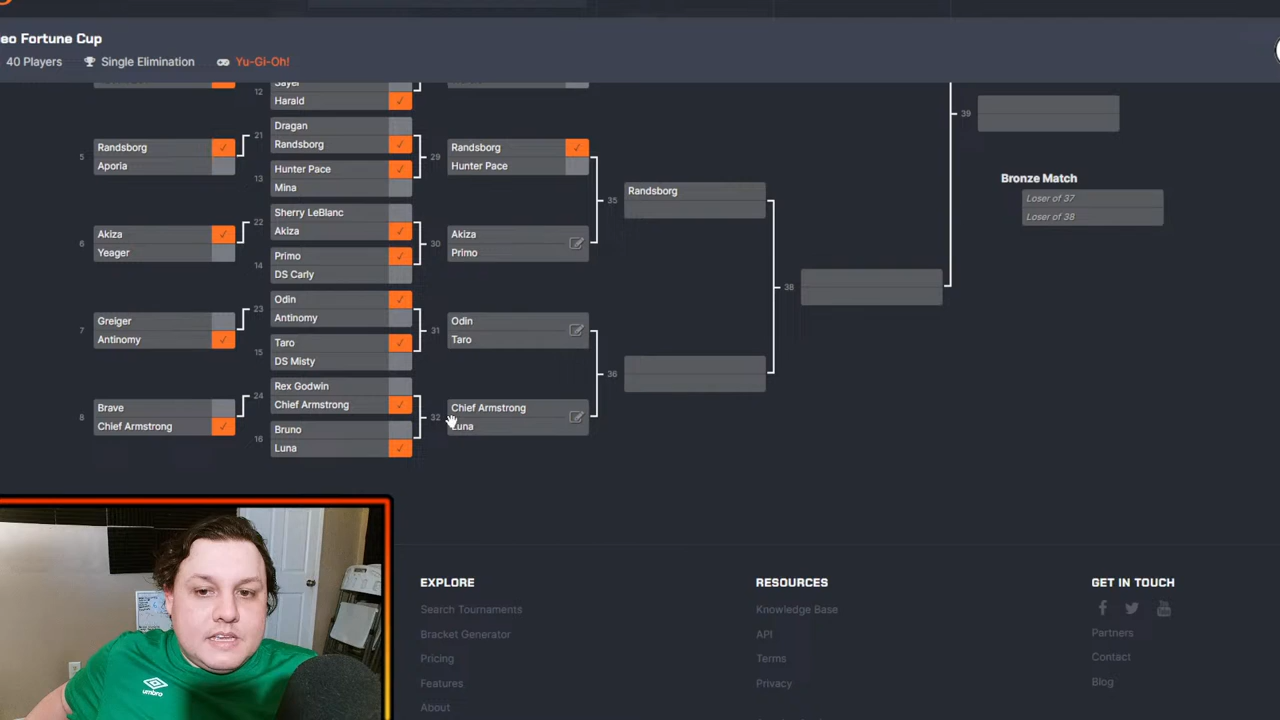 eo Fortune Cup
40 Players Single Elimination Yu-Gi-Oh!
12
Harald
5
Randsborg
Aporia
21
Dragan
Randsborg
13
Hunter Pace
Mina
29
Randsborg
Hunter Pace
6
Akiza
Yeager
22
Sherry LeBlanc
Akiza
14
Primo
DS Carly
30
Akiza
Primo
35
Randsborg
7
Greiger
Antinomy
23
Odin
Antinomy
15
Taro
DS Misty
31
Odin
Taro
8
Brave
Chief Armstrong
24
Rex Godwin
Chief Armstrong
16
Bruno
Luna
32
Chief Armstrong
Luna
36
38
39
Bronze Match
Loser of 37
Loser of 38
EXPLORE
Search Tournaments
Bracket Generator
Pricing
Features
About
RESOURCES
Knowledge Base
API
Terms
Privacy
GET IN TOUCH
Partners
Contact
Blog
umbro